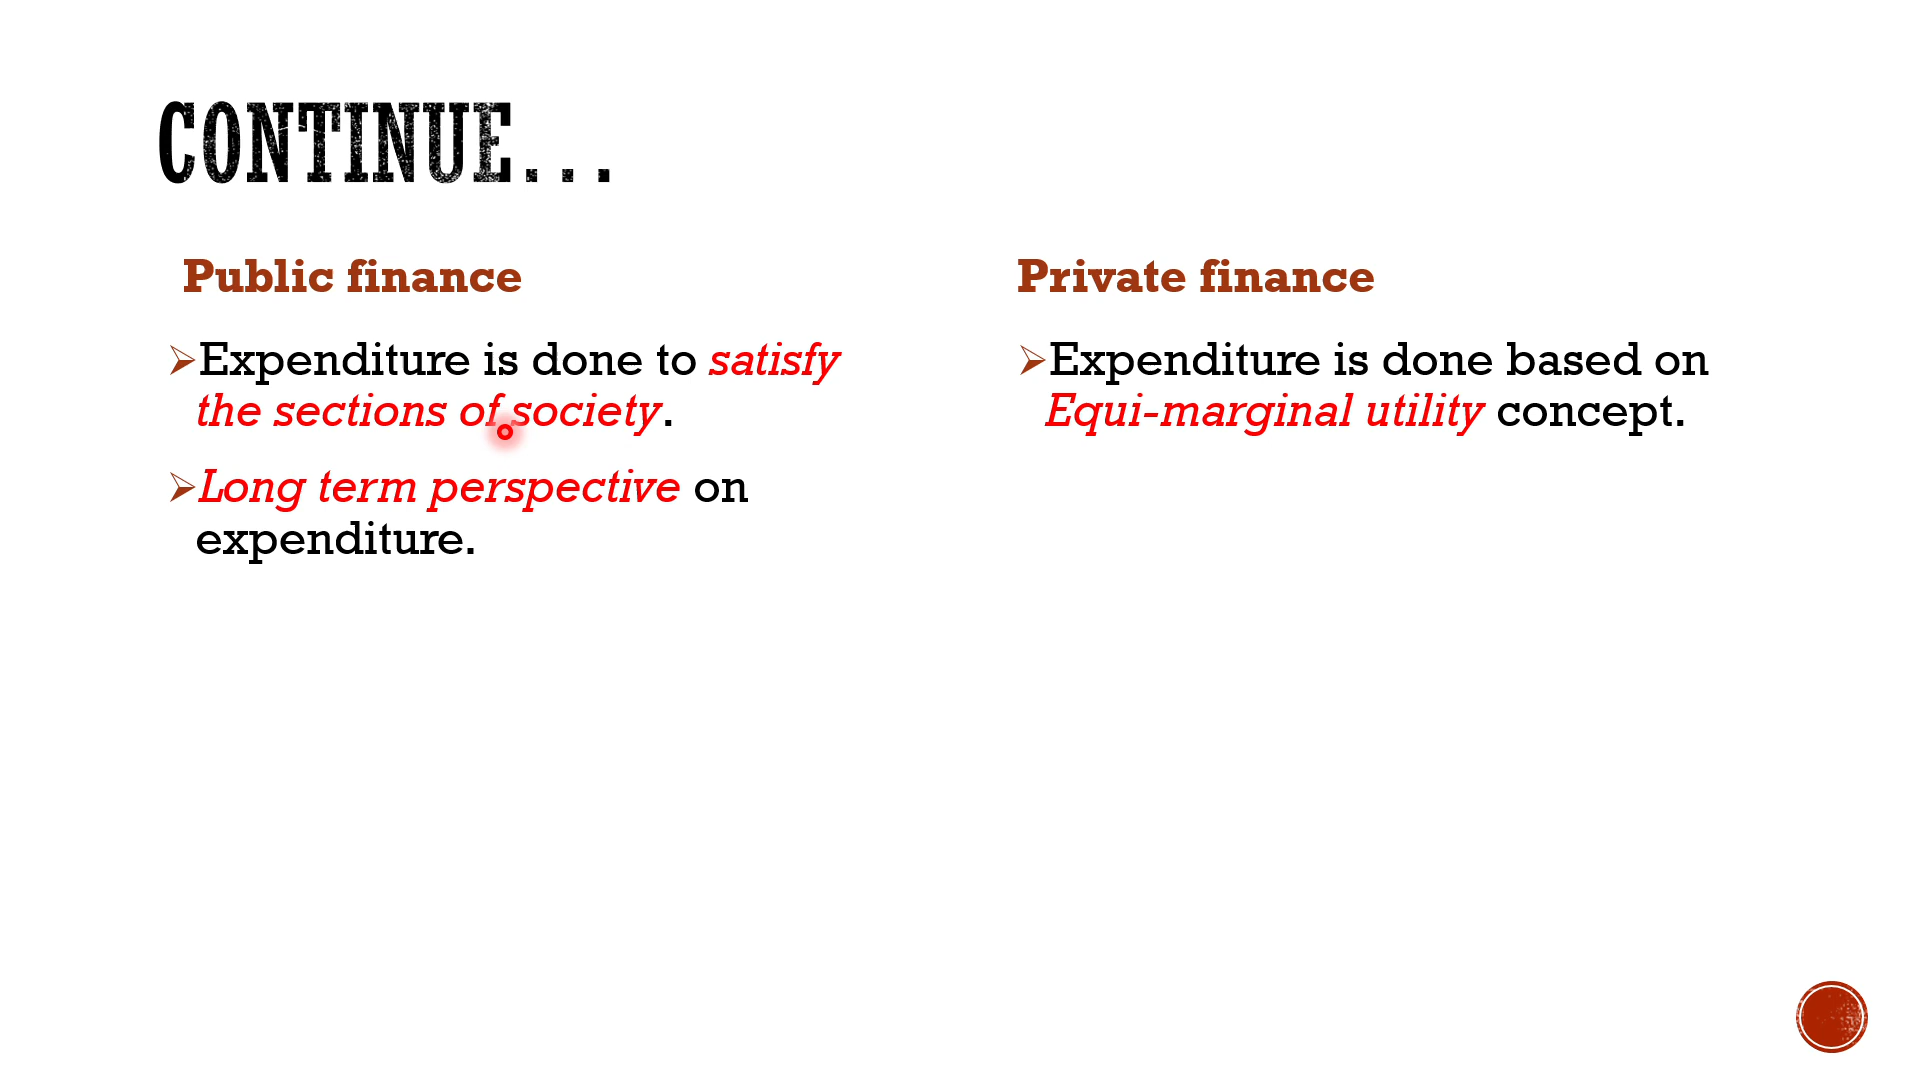 CONTINUE...
Public finance
➢Expenditure is done to satisfy
the sections of society.
➢Long term perspective on
expenditure.
Private finance
➢Expenditure is done based on
Equi-marginal utility concept.